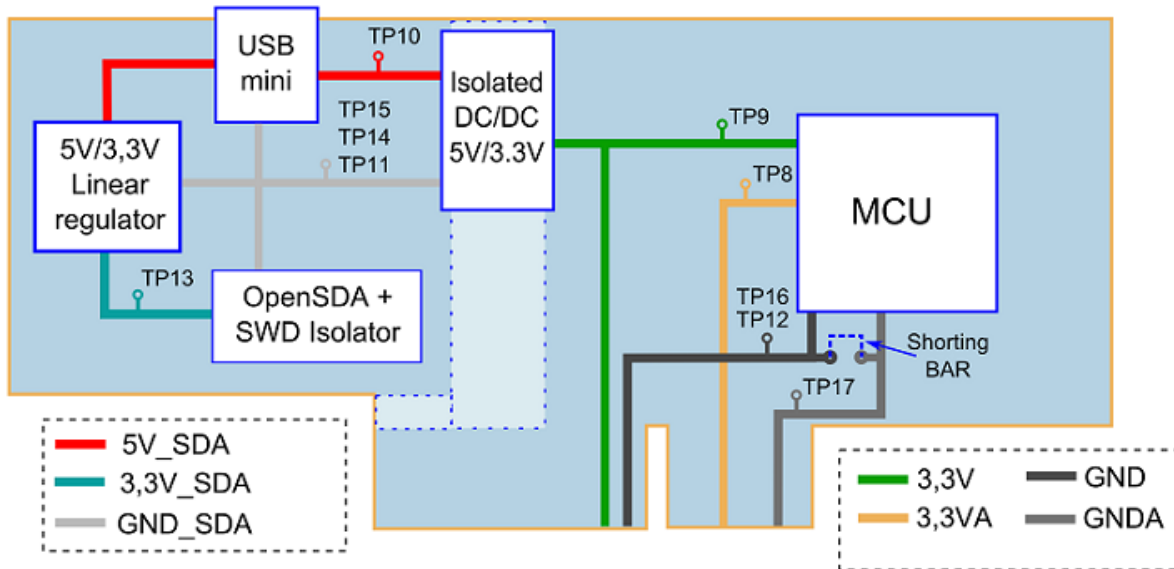 USB
mini
TP10
Isolated
DC/DC
5V/3.3V
TP15
TP14
TP11
5V/3,3V
Linear
regulator
TP9
TP8
MCU
TP13
OpenSDA +
SWD Isolator
TP16
TP12
Shorting
BAR
TP17
5V_SDA
3,3V_SDA
GND_SDA
3,3V
GND
3,3VA
GNDA